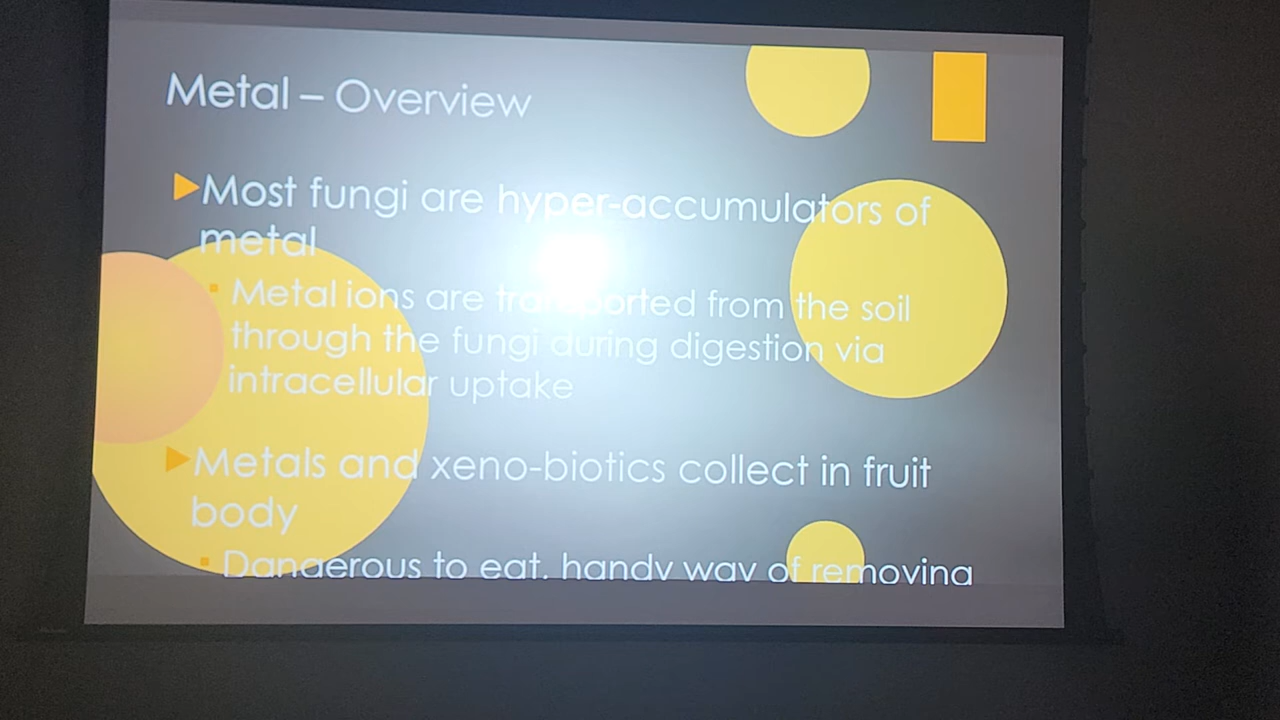 Metal – Overview
Most fungi are hyper-accumulators of
metal
Metal ions are transported from the soil
through the fungi during digestion via
intracellular uptake
Metals and xeno-biotics collect in fruit
body
Dangerous to eat, handy way of removing